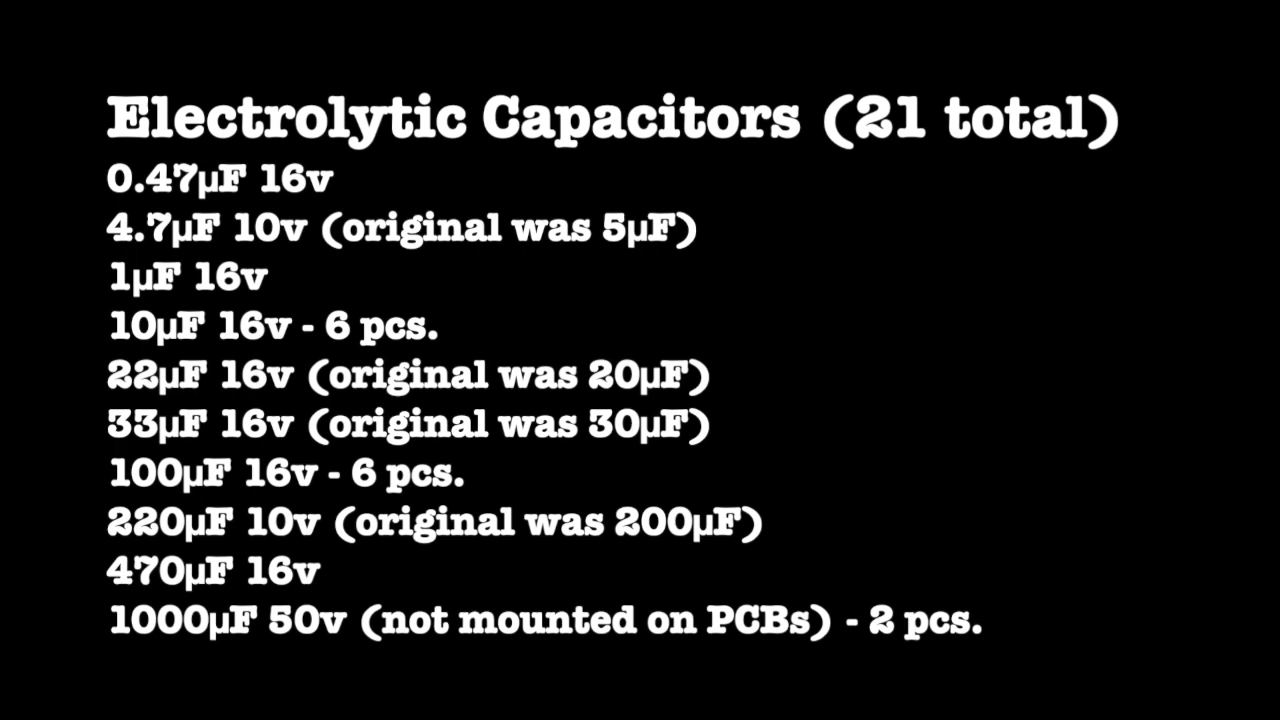 Electrolytic Capacitors (21 total)
0.47µF 16v
4.7µF 10v (original was 5µF)
1µF 16v
10µF 16v - 6 pcs.
22µF 16v (original was 20µF)
33µF 16v (original was 30µF)
100µF 16v - 6 pcs.
220µF 10v (original was 200µF)
470µF 16v
1000µF 50v (not mounted on PCBs) - 2 pcs.